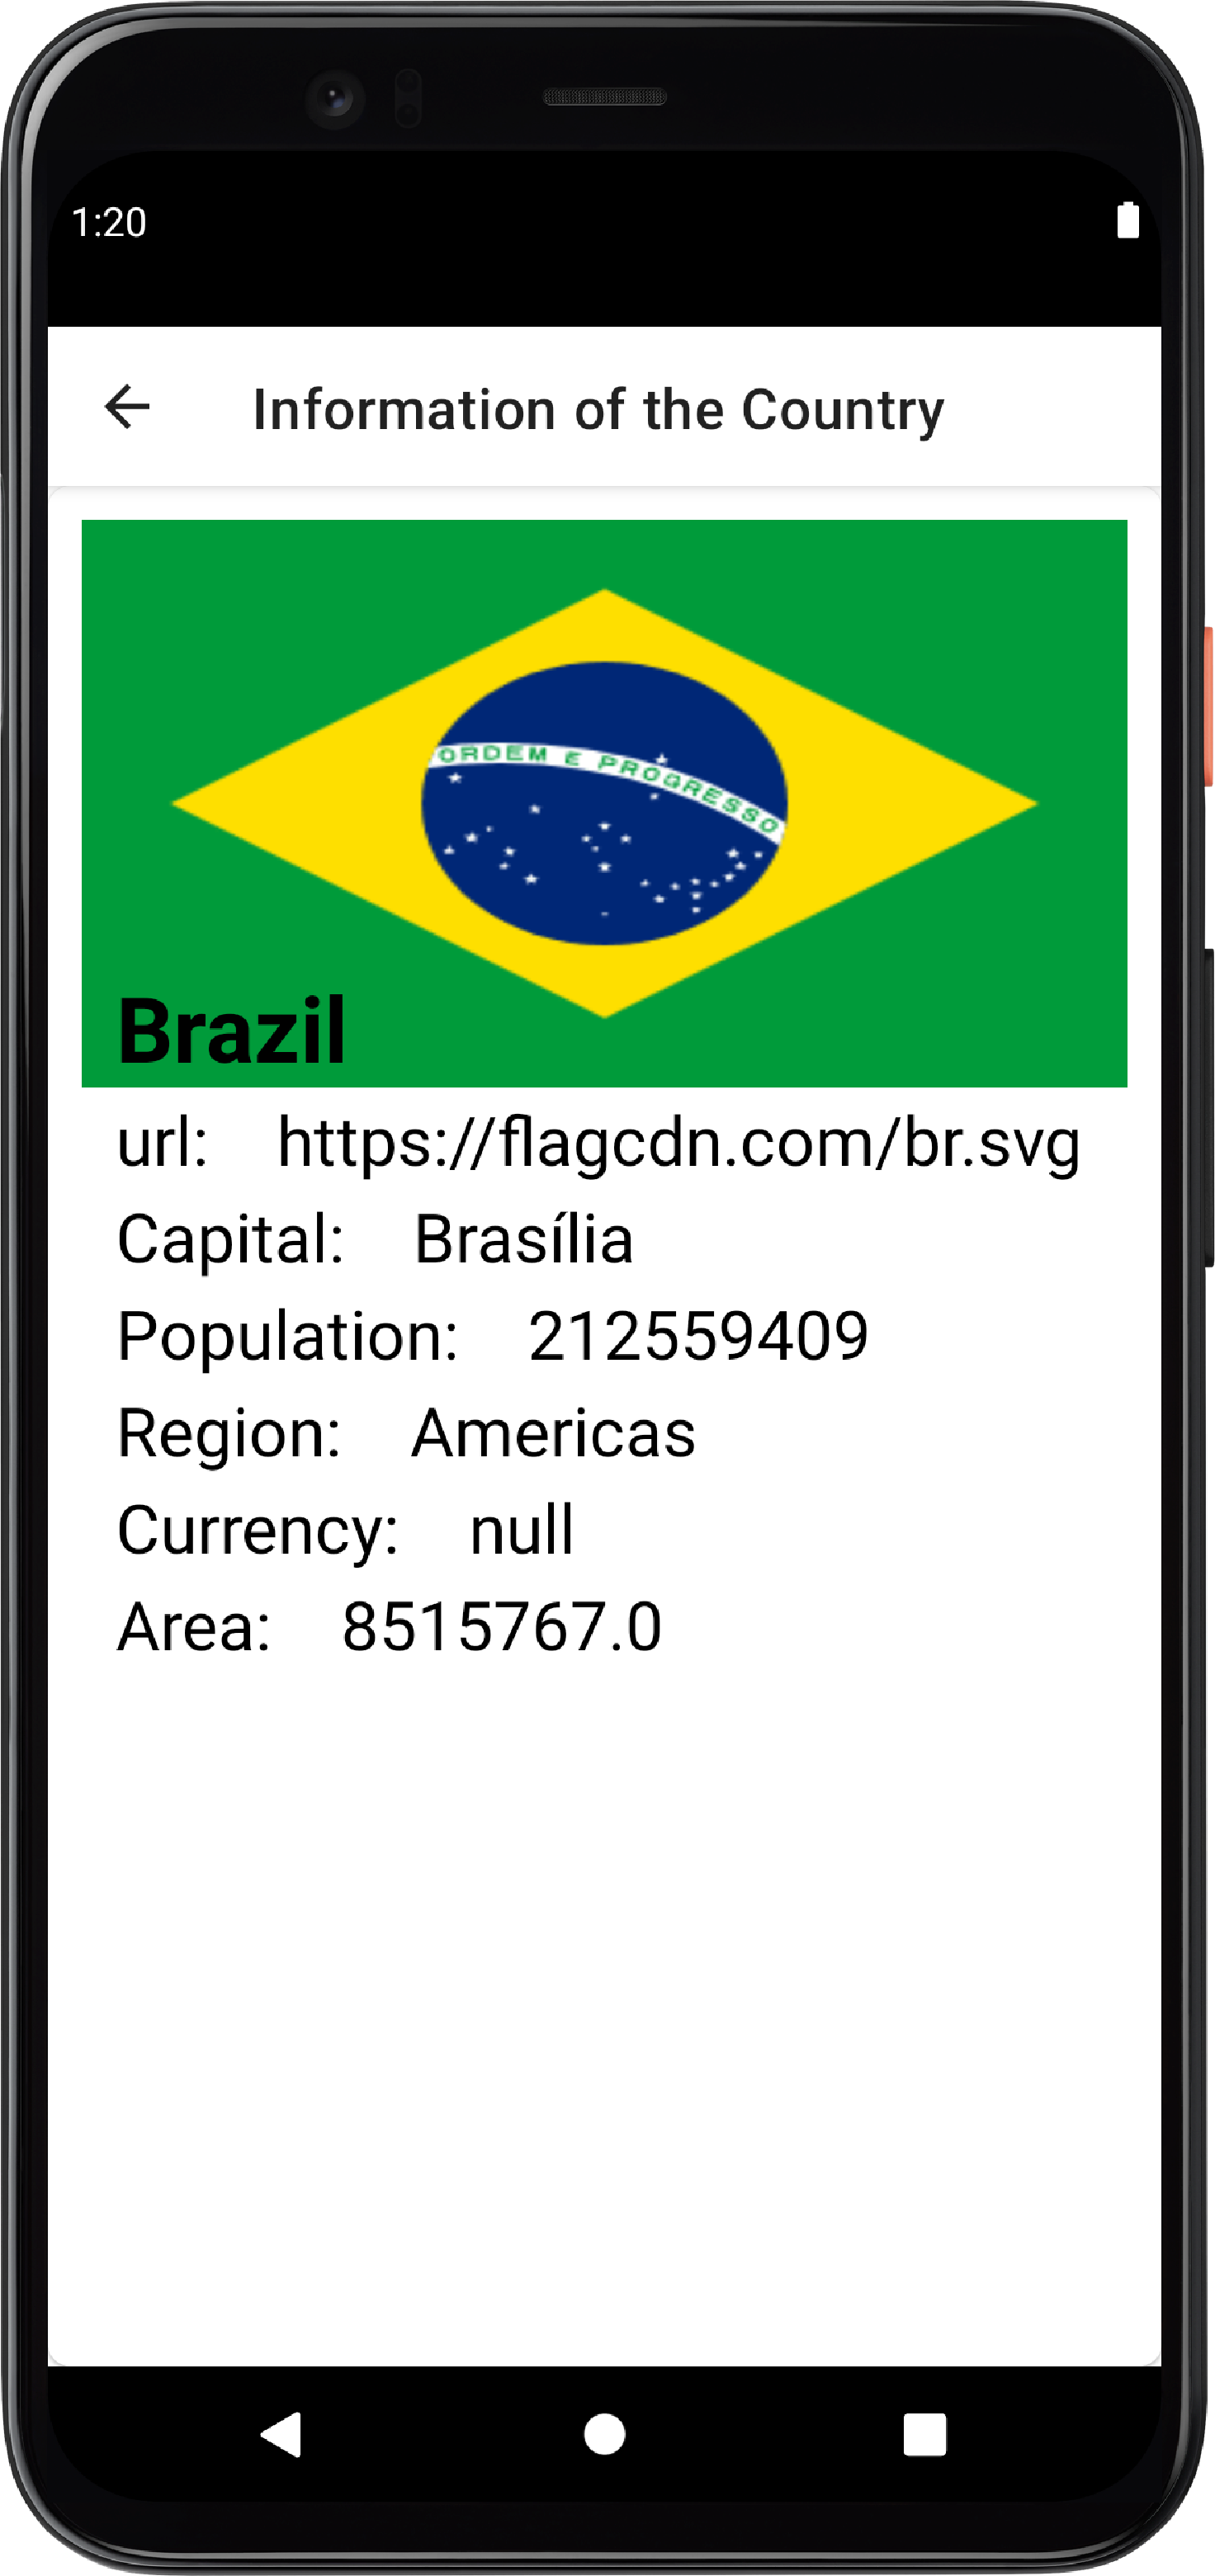 1:20
Information of the Country
ORDEM E PROGRESSO
Brazil
url: https://flagcdn.com/br.svg
Capital: Brasília
Population: 212559409
Region: Americas
Currency: null
Area: 8515767.0